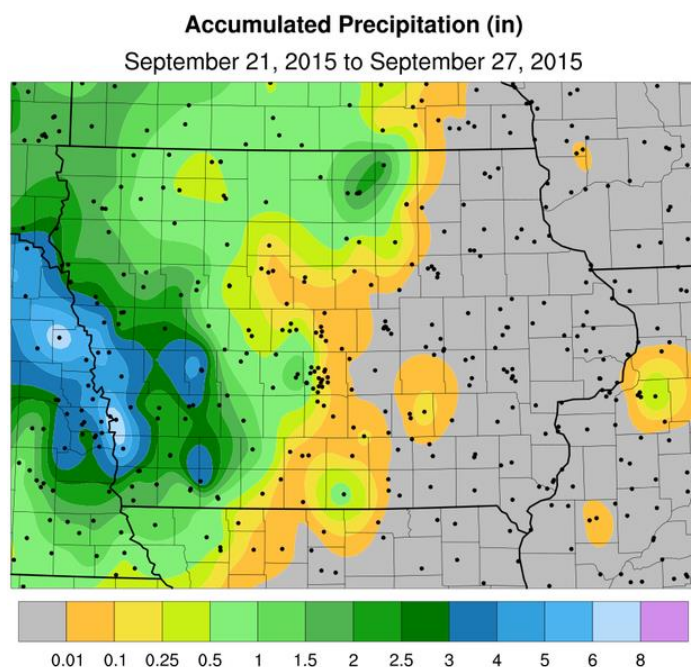 Accumulated Precipitation (in)
September 21, 2015 to September 27, 2015
0.01 0.1 0.25 0.5 1 1.5 2 2.5 3 4 5 6 8